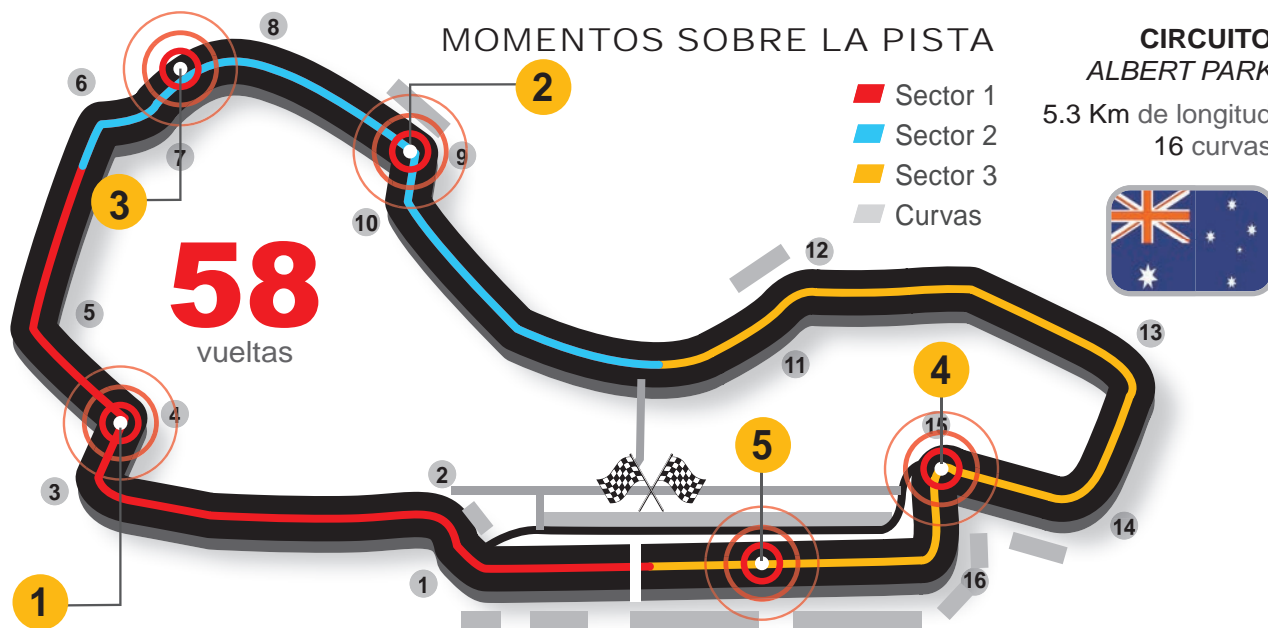 MOMENTOS SOBRE LA PISTA
CIRCUITO
ALBERT PARK
5.3 Km de longitud
16 curvas
Sector 1
Sector 2
Sector 3
Curvas
58
vueltas
8
6
7
3
2
9
10
12
5
4
3
1
2
1
11
13
4
15
5
14
16